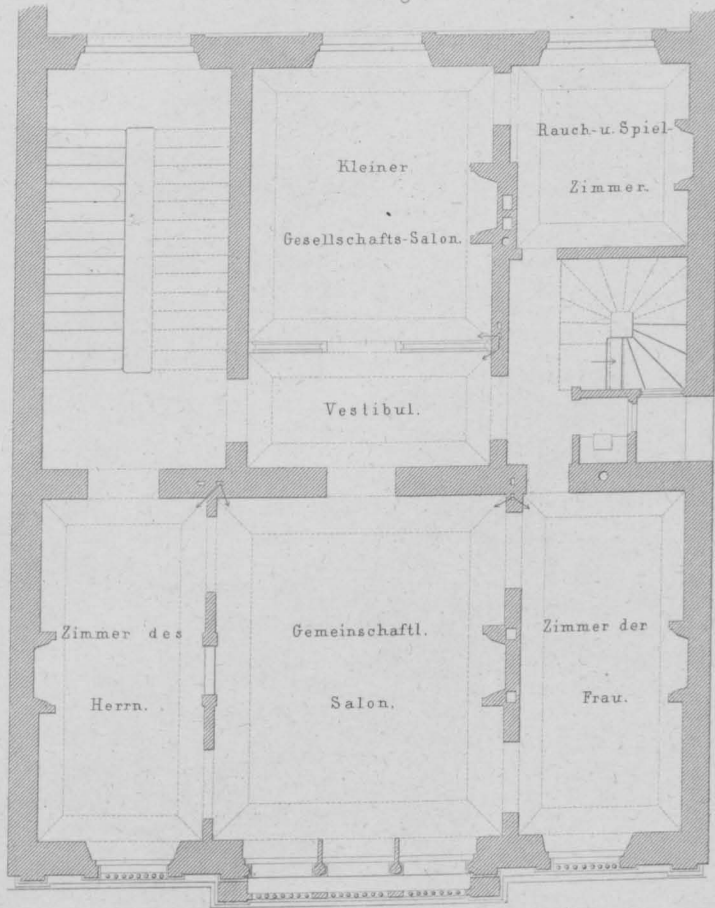 Rauch-u. Spiel-
Zimmer.
Kleiner
Gesellschafts-Salon.
Vestibul.
Zimmer des
Herrn.
Gemeinschaftl.
Salon.
Zimmer der
Frau.